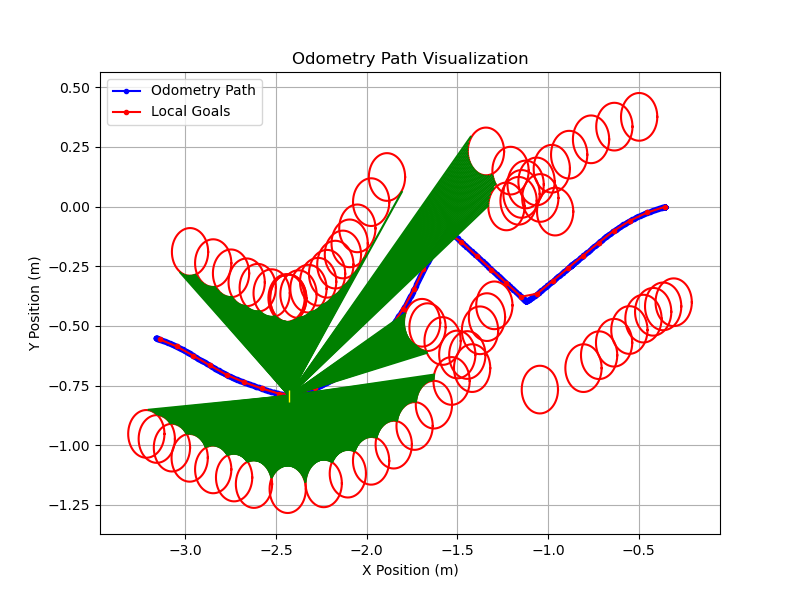 Odometry Path Visualization
Odometry Path
Local Goals
0.50
0.25
0.00
−0.25
−0.50
−0.75
−1.00
−1.25
Y Position (m)
−3.0 −2.5 −2.0 −1.5 −1.0 −0.5
X Position (m)